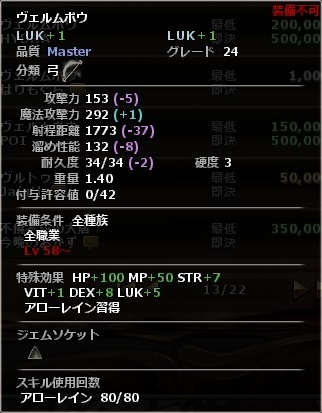 装備不可
ヴェルムボウ
LUK+1 LUK+1
品質 Master グレード 24
分類 弓
攻撃力 153 (-5)
魔法攻撃力 292 (+1)
射程距離 1773 (-37)
溜め性能 132 (-8)
耐久度 34/34 (-2) 硬度 3
重量 1.40
付与許容値 0/42
装備条件 全種族
全職業
Lv 58～
特殊効果 HP+100 MP+50 STR+7
VIT+1 DEX+8 LUK+5
アローレイン習得
13/22
ジェムソケット
スキル使用回数
アローレイン 80/80